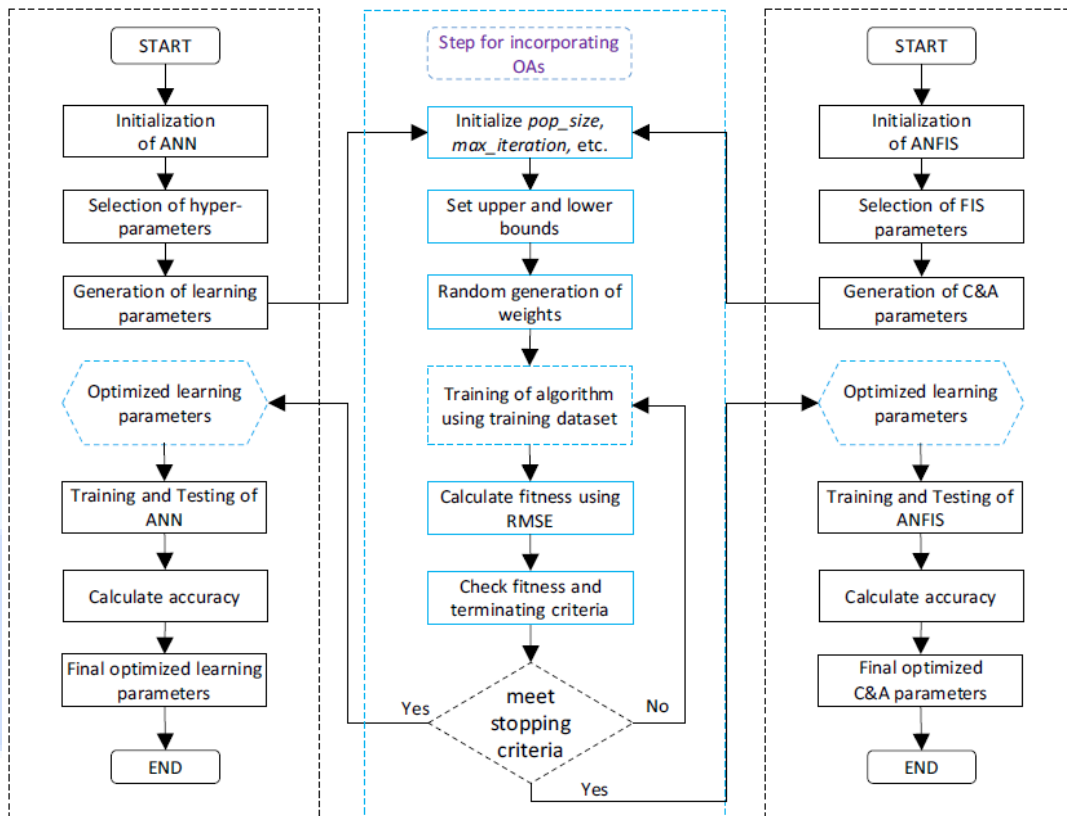 START
Initialization
of ANN
Selection of hyper-
parameters
Generation of learning
parameters
Optimized learning
parameters
Training and Testing of
ANN
Calculate accuracy
Final optimized learning
parameters
END
Step for incorporating
OAs
Initialize pop_size,
max_iteration, etc.
Set upper and lower
bounds
Random generation of
weights
Training of algorithm
using training dataset
Calculate fitness using
RMSE
Check fitness and
terminating criteria
meet
stopping
criteria
Yes
No
Yes
START
Initialization
of ANFIS
Selection of FIS
parameters
Generation of C&A
parameters
Optimized learning
parameters
Training and Testing of
ANFIS
Calculate accuracy
Final optimized
C&A parameters
END